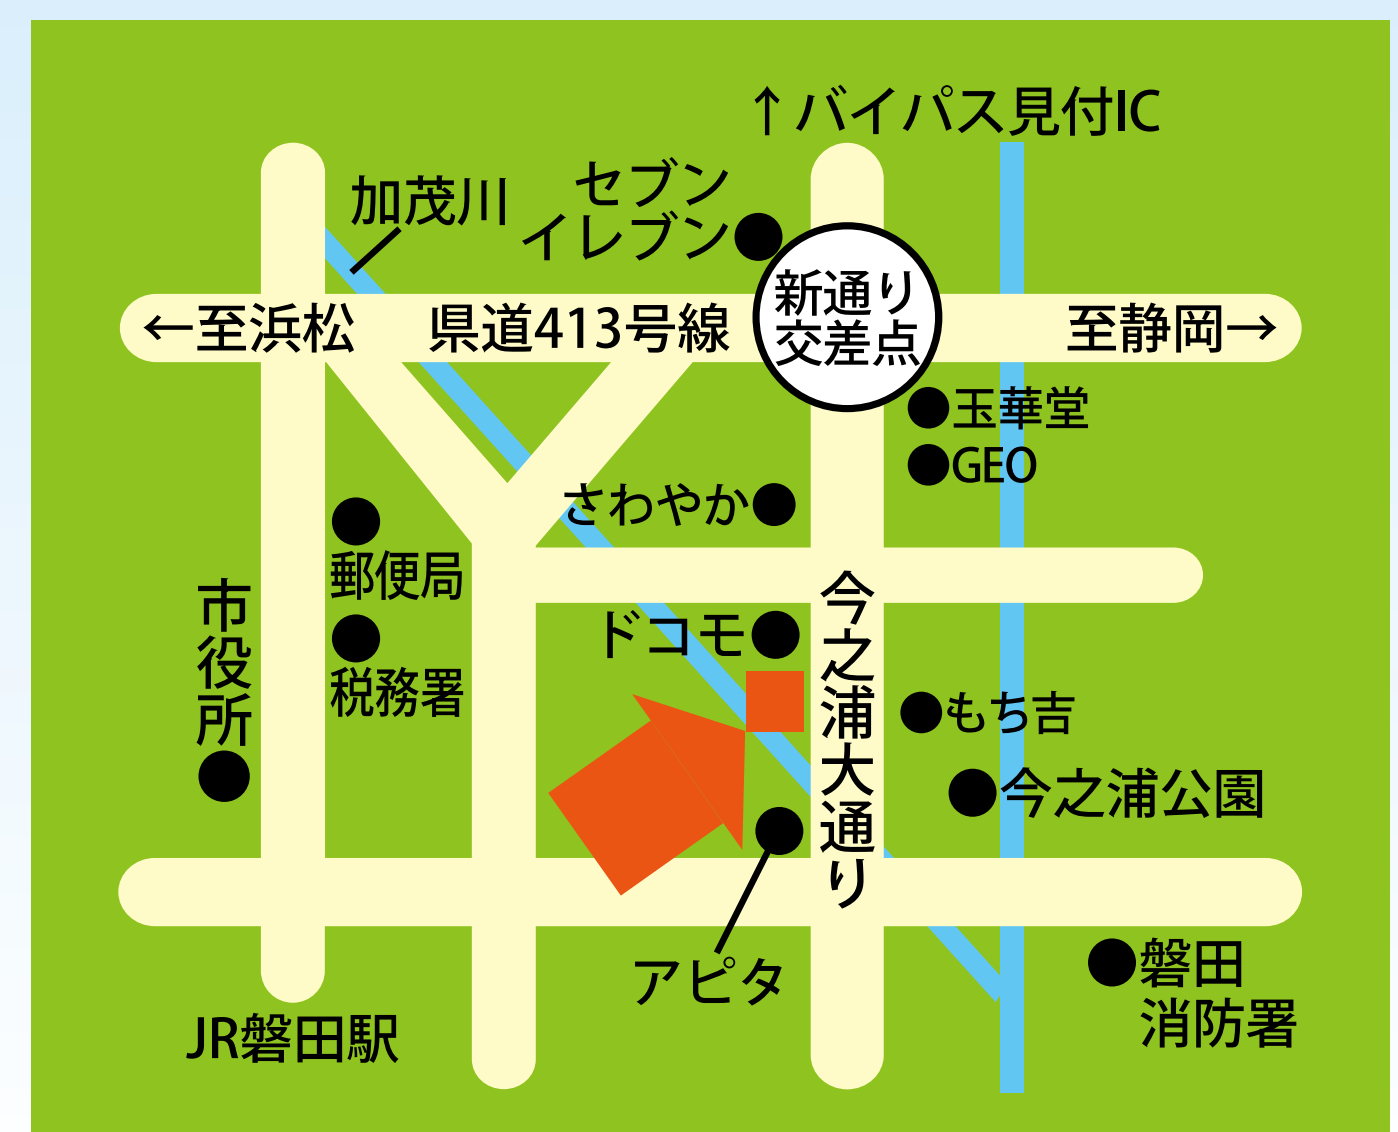 ↑バイパス見付IC
加茂川
セブン
イレブン
新通り
交差点
←至浜松
県道413号線
至静岡→
玉華堂
GEO
さわやか
郵便局
税務署
市役所
ドコモ
今之浦大通り
もち吉
今之浦公園
アピタ
磐田
消防署
JR磐田駅